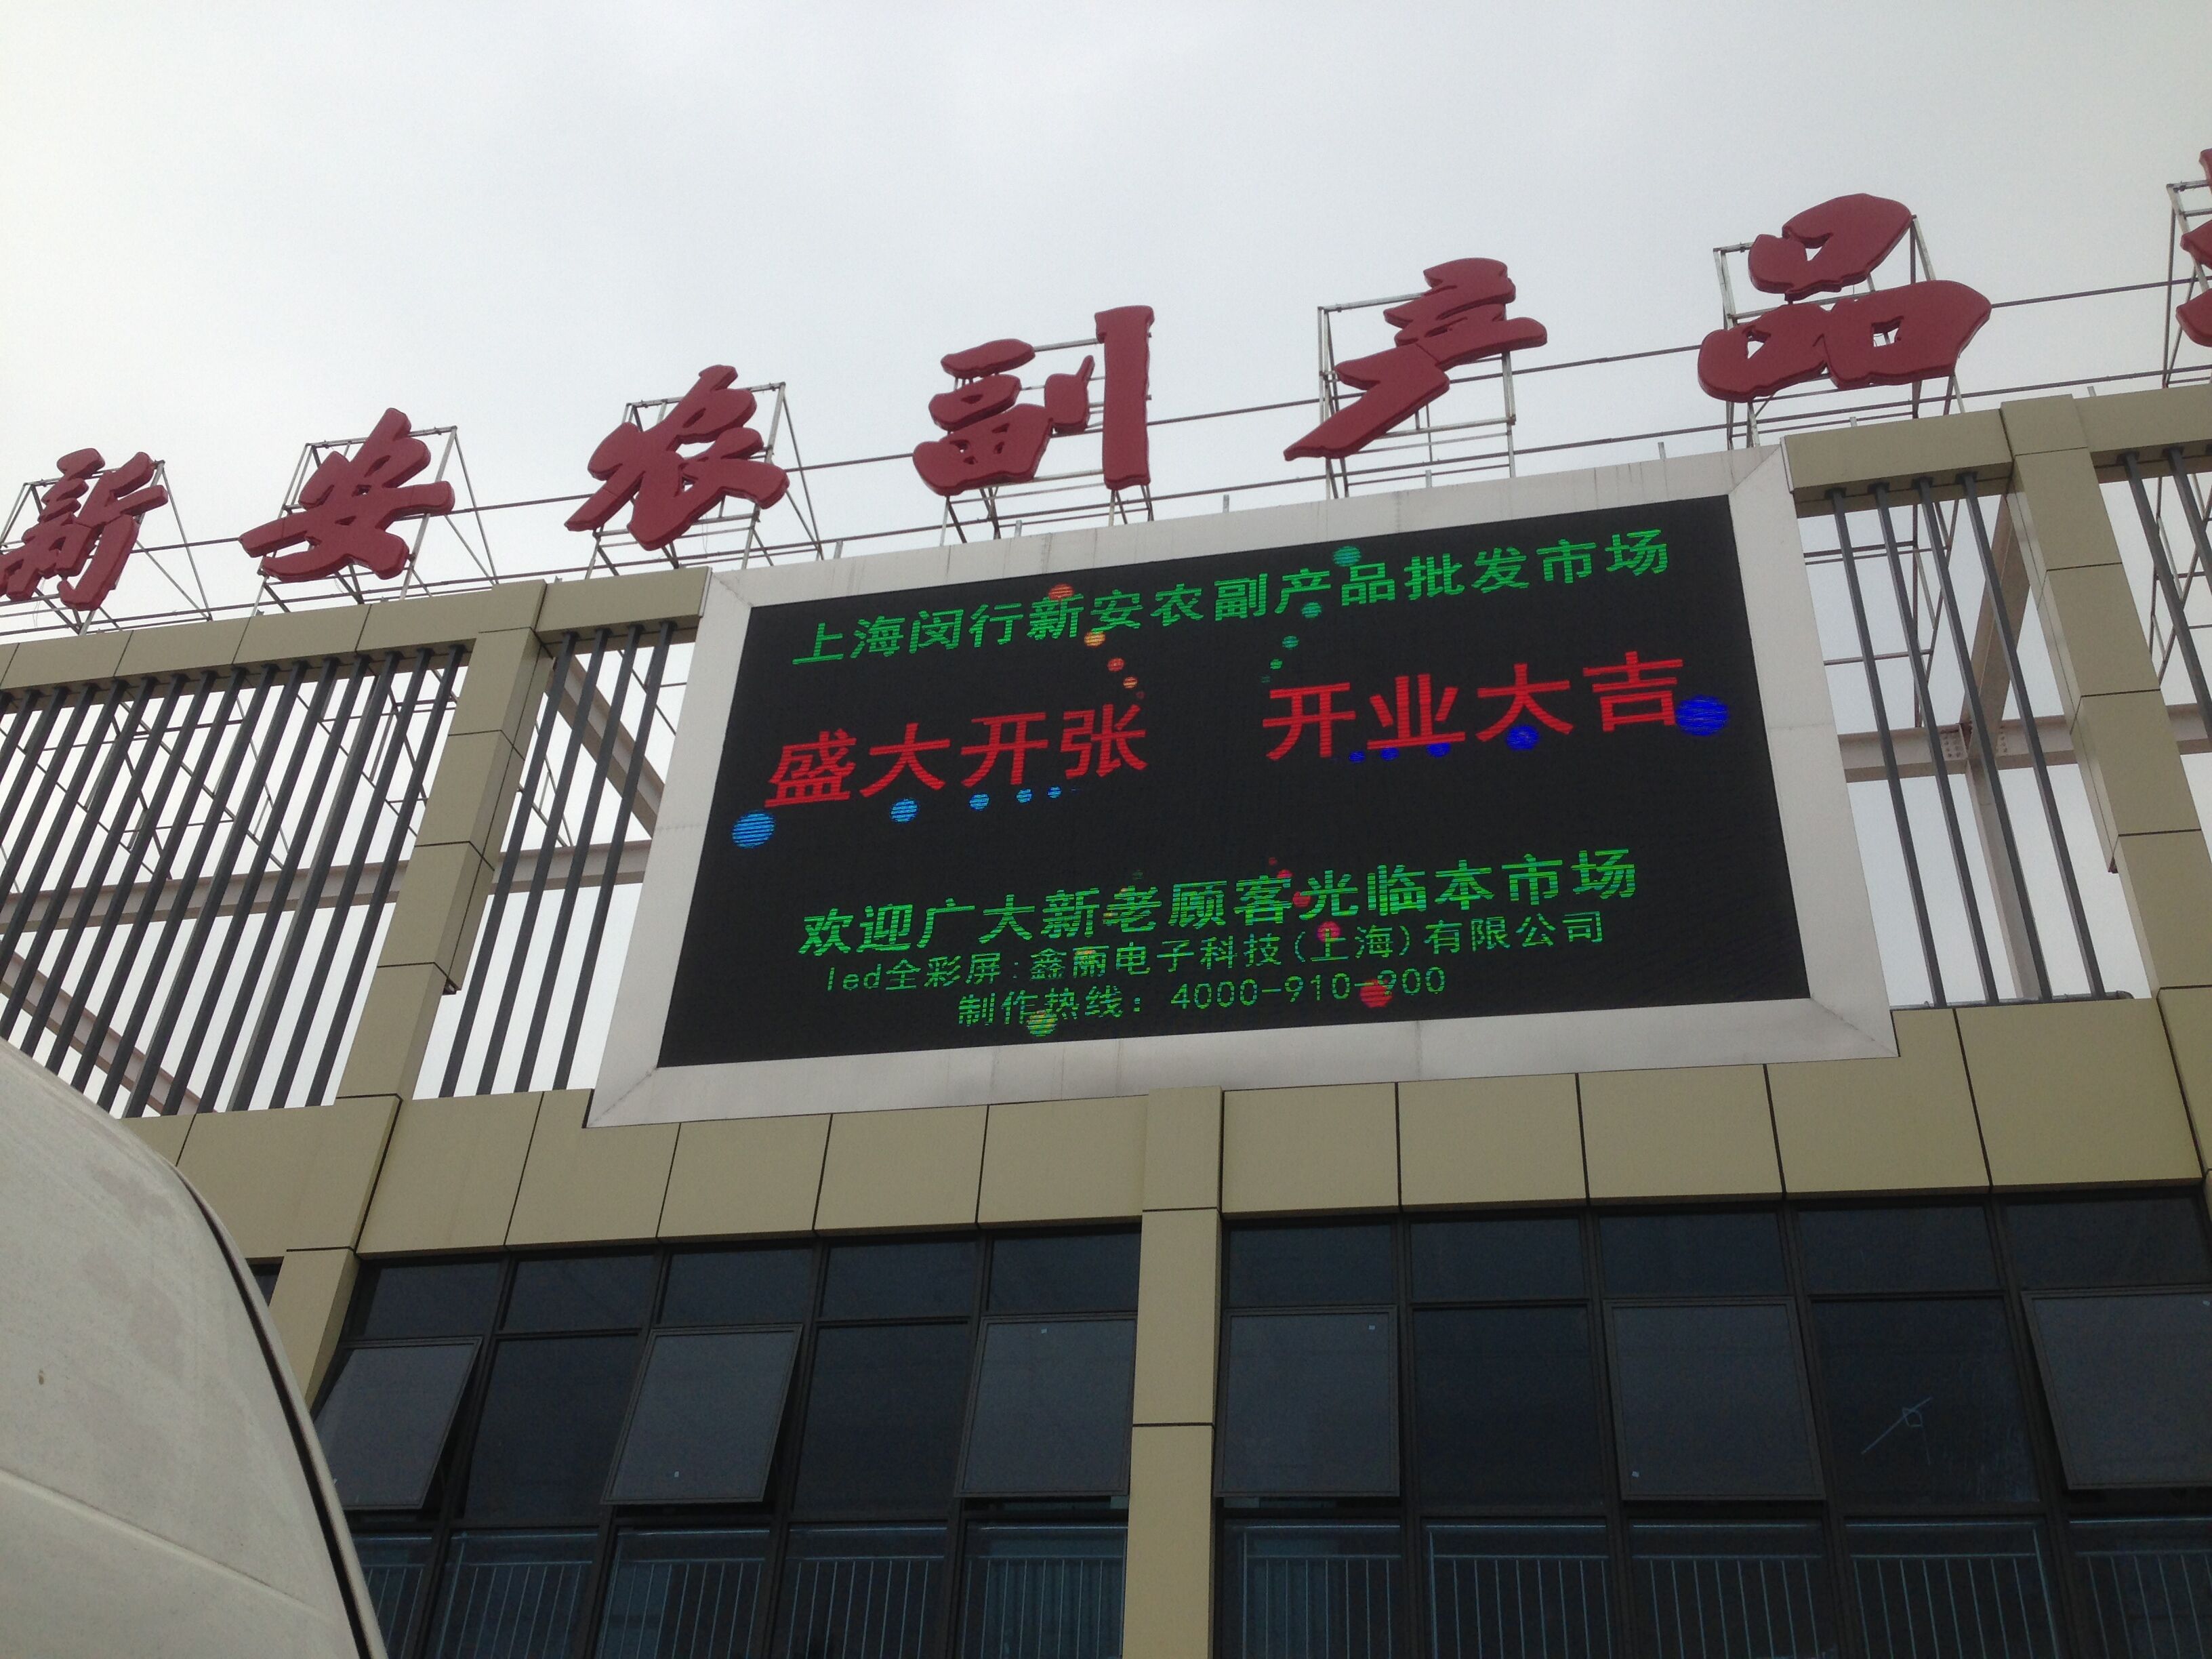 新安农副产品
上海闵行新安农副产品批发市场
盛大开张 开业大吉
欢迎广大新老顾客光临本市场
led全彩屏:鑫丽电子科技(上海)有限公司
制作热线：4000-910-900